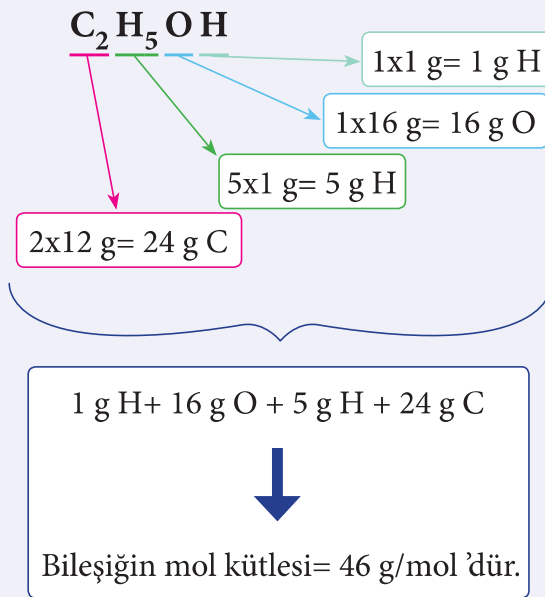 C₂H₅OH
1x1 g= 1 g H
1x16 g= 16 g O
5x1 g= 5 g H
2x12 g= 24 g C
1 g H+ 16 g O + 5 g H + 24 g C
Bileşiğin mol kütlesi= 46 g/mol ’dür.